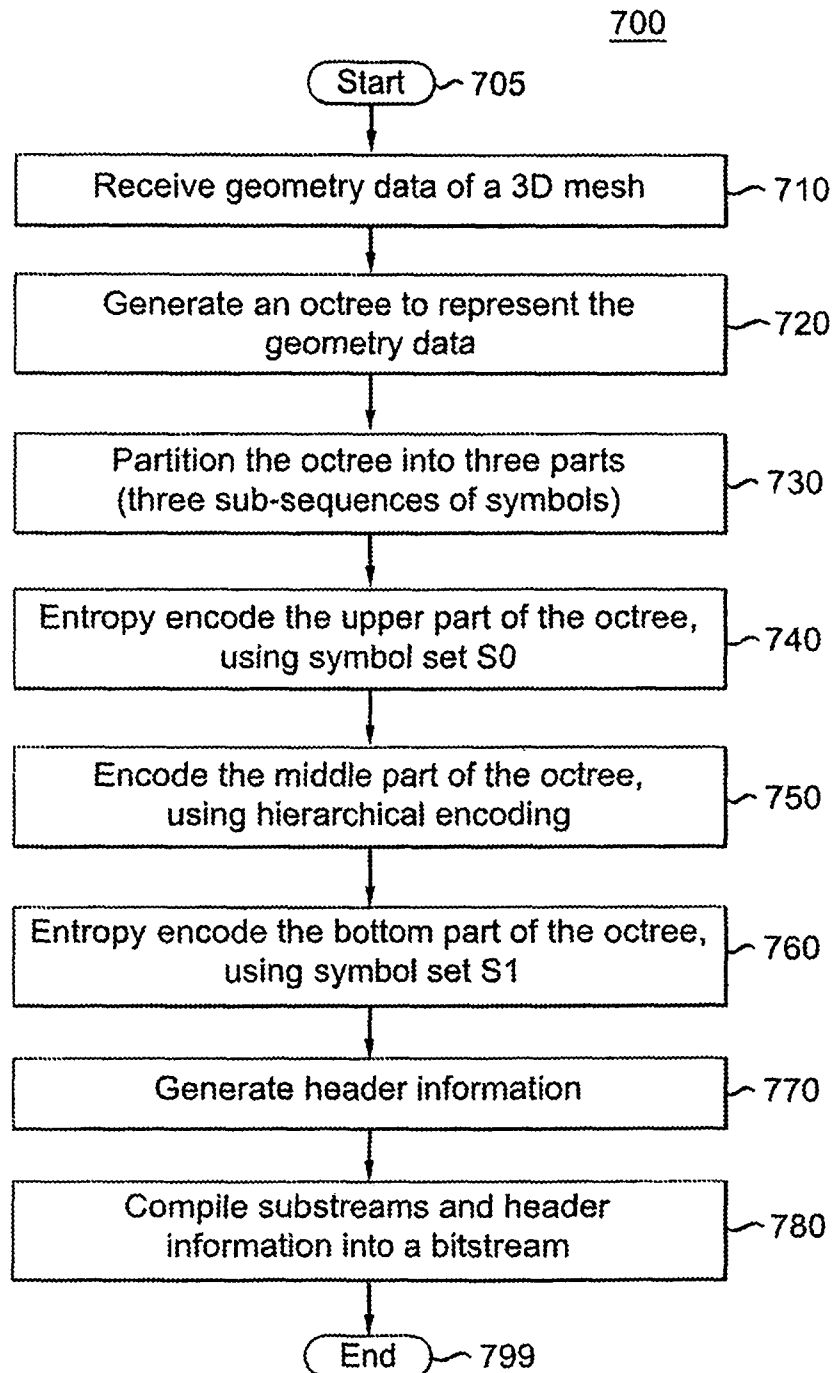 700
Start 705
Receive geometry data of a 3D mesh 710
Generate an octree to represent the
geometry data 720
Partition the octree into three parts
(three sub-sequences of symbols) 730
Entropy encode the upper part of the octree,
using symbol set S0 740
Encode the middle part of the octree,
using hierarchical encoding 750
Entropy encode the bottom part of the octree,
using symbol set S1 760
Generate header information 770
Compile substreams and header
information into a bitstream 780
End 799